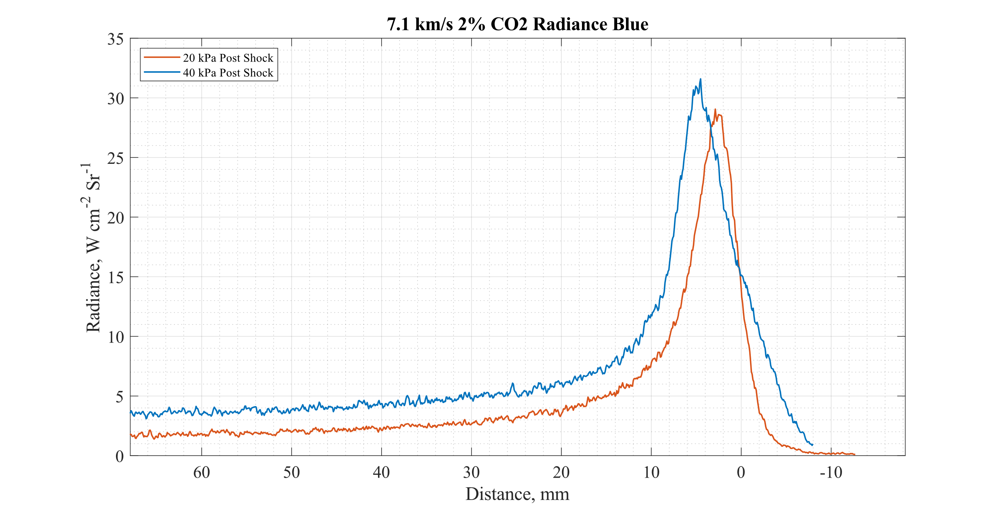 7.1 km/s 2% CO2 Radiance Blue
20 kPa Post Shock
40 kPa Post Shock
Radiance, W cm⁻² Sr⁻¹
35
30
25
20
15
10
5
0
60 50 40 30 20 10 0 -10
Distance, mm